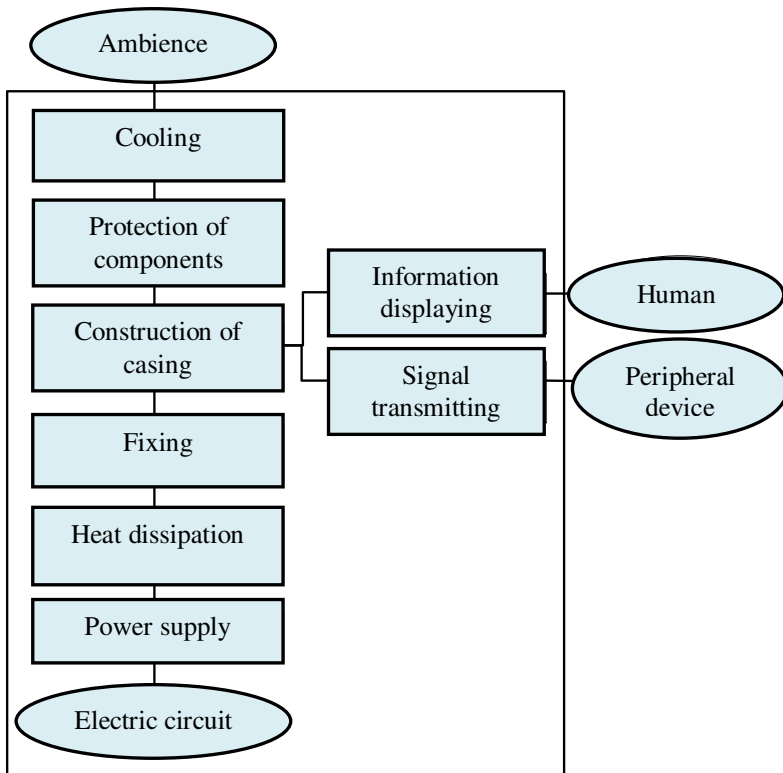 Ambience
Cooling
Protection of
components
Construction of
casing
Fixing
Heat dissipation
Power supply
Electric circuit
Information
displaying
Signal
transmitting
Human
Peripheral
device